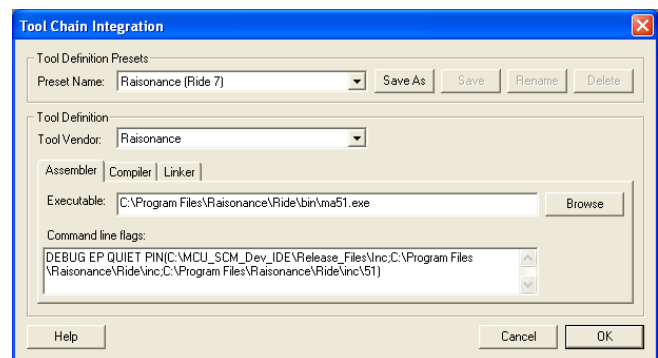 Tool Chain Integration
Tool Definition Presets
Preset Name: Raisonance (Ride 7) Save As Save Rename Delete
Tool Definition
Tool Vendor: Raisonance
Assembler Compiler Linker
Executable: C:\Program Files\Raisonance\Ride\bin\ma51.exe Browse
Command line flags:
DEBUG EP QUIET PIN(C:\MCU_SCM_Dev_IDE\Release_Files\Inc;C:\Program Files
\Raisonance\Ride\inc;C:\Program Files\Raisonance\Ride\inc\51)
Help Cancel OK